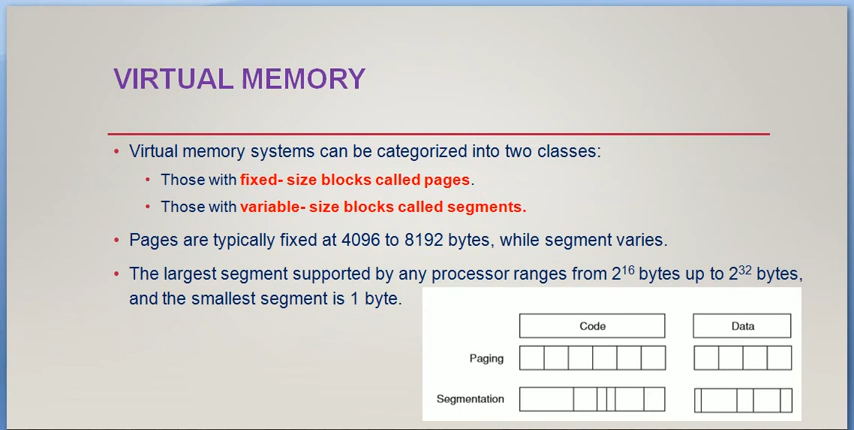 VIRTUAL MEMORY
• Virtual memory systems can be categorized into two classes:
• Those with fixed- size blocks called pages.
• Those with variable- size blocks called segments.
• Pages are typically fixed at 4096 to 8192 bytes, while segment varies.
• The largest segment supported by any processor ranges from 2¹⁶ bytes up to 2³² bytes,
and the smallest segment is 1 byte.
Code Data
Paging
Segmentation